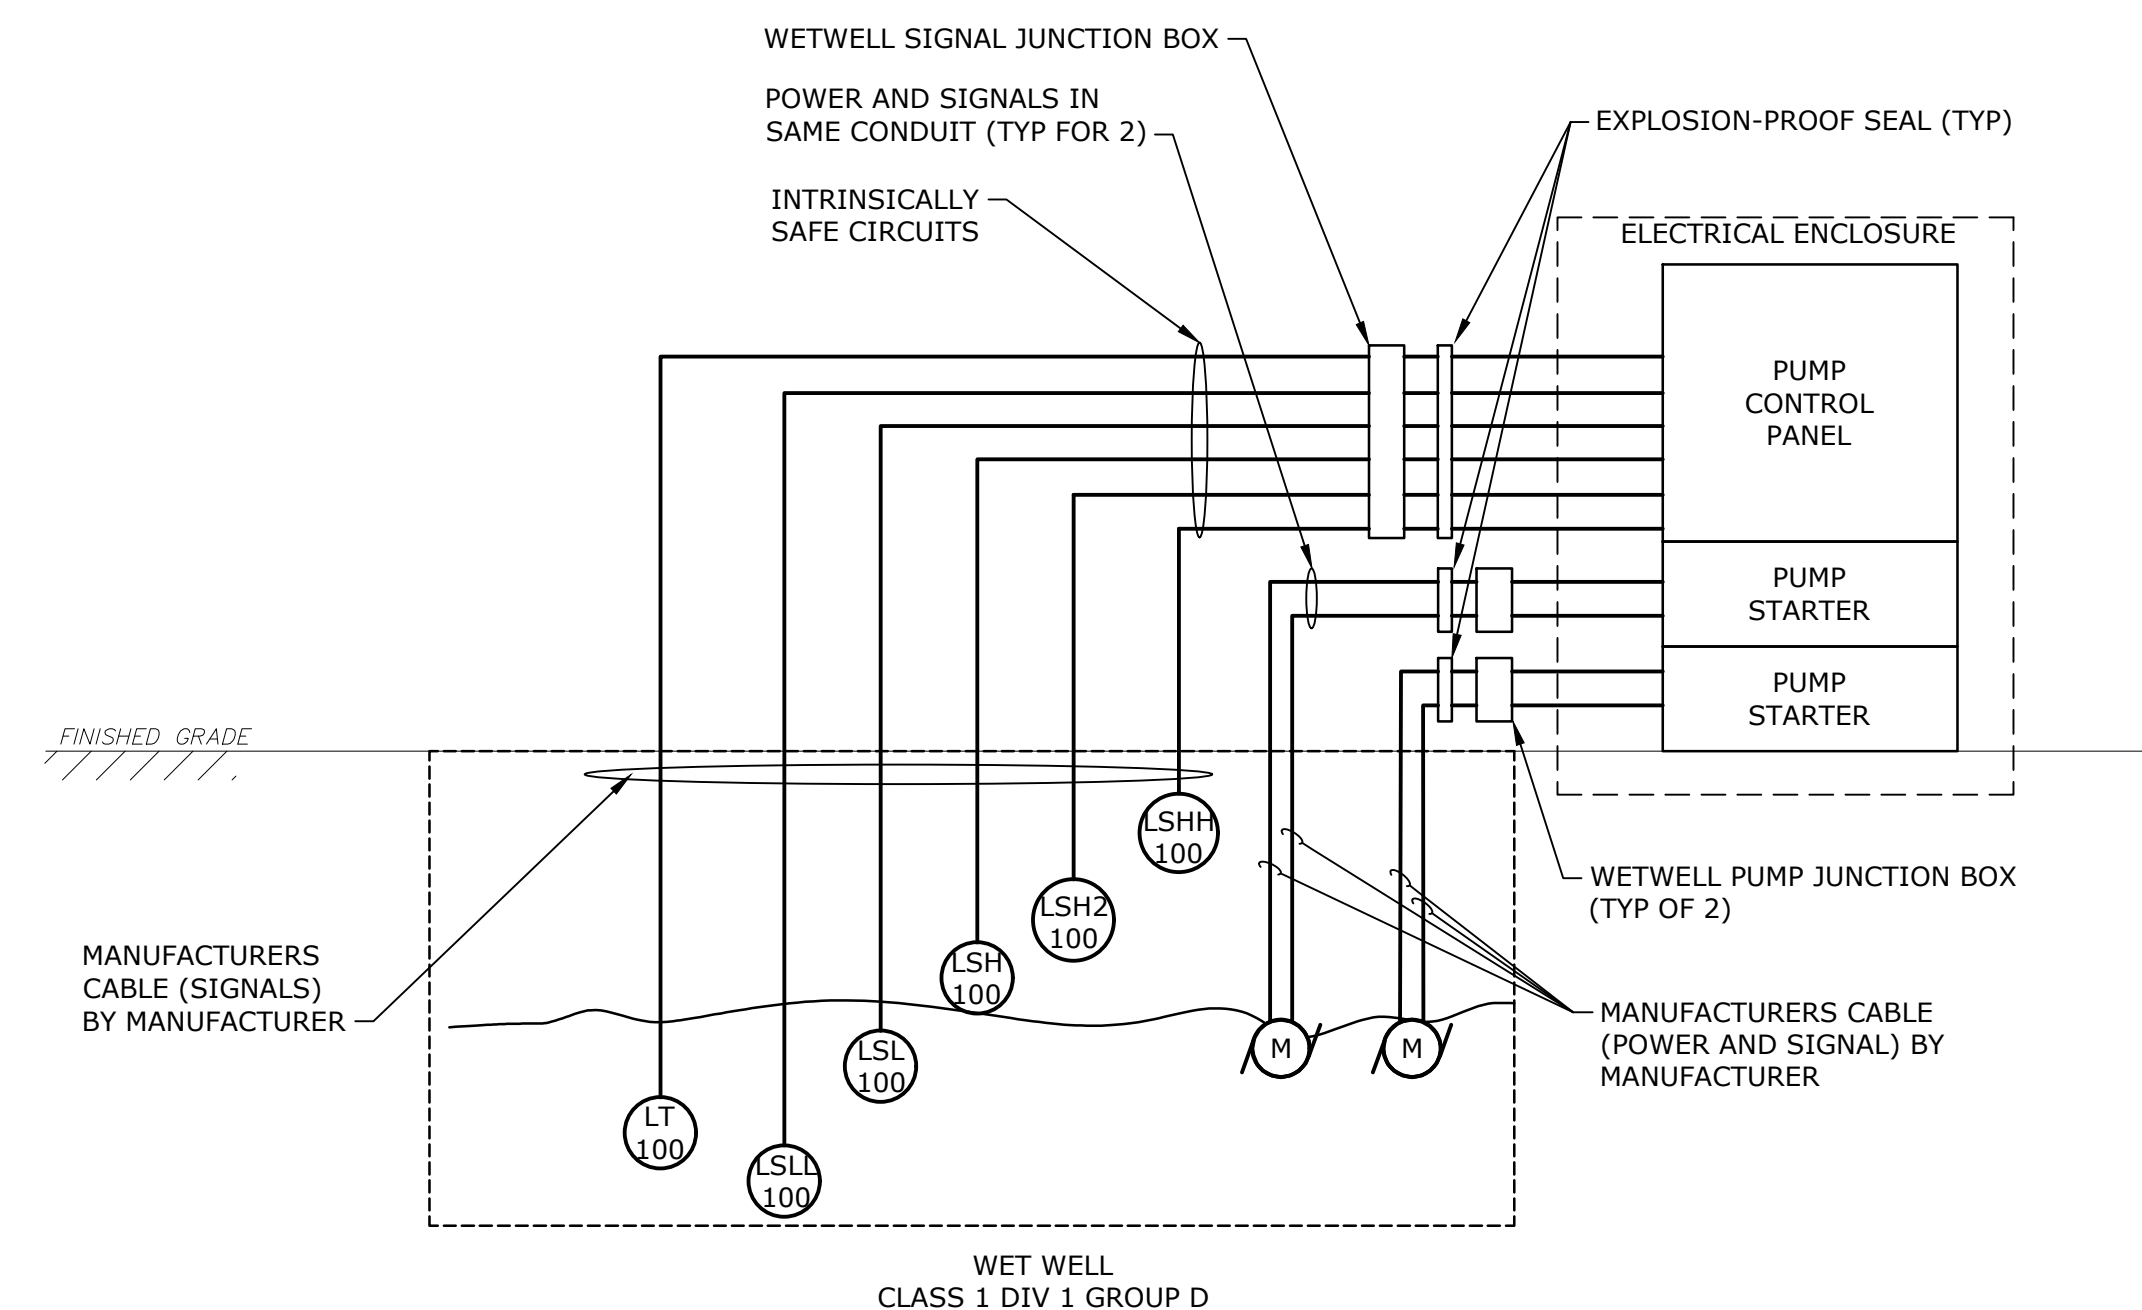 WETWELL SIGNAL JUNCTION BOX
POWER AND SIGNALS IN
SAME CONDUIT (TYP FOR 2)
EXPLOSION-PROOF SEAL (TYP)
INTRINSICALLY
SAFE CIRCUITS
ELECTRICAL ENCLOSURE
PUMP
CONTROL
PANEL
PUMP
STARTER
PUMP
STARTER
FINISHED GRADE
LSHH
100
LSH2
100
LSH
100
LSL
100
LT
100
LSLL
100
M
M
WETWELL PUMP JUNCTION BOX
(TYP OF 2)
MANUFACTURERS
CABLE (SIGNALS)
BY MANUFACTURER
MANUFACTURERS CABLE
(POWER AND SIGNAL) BY
MANUFACTURER
WET WELL
CLASS 1 DIV 1 GROUP D